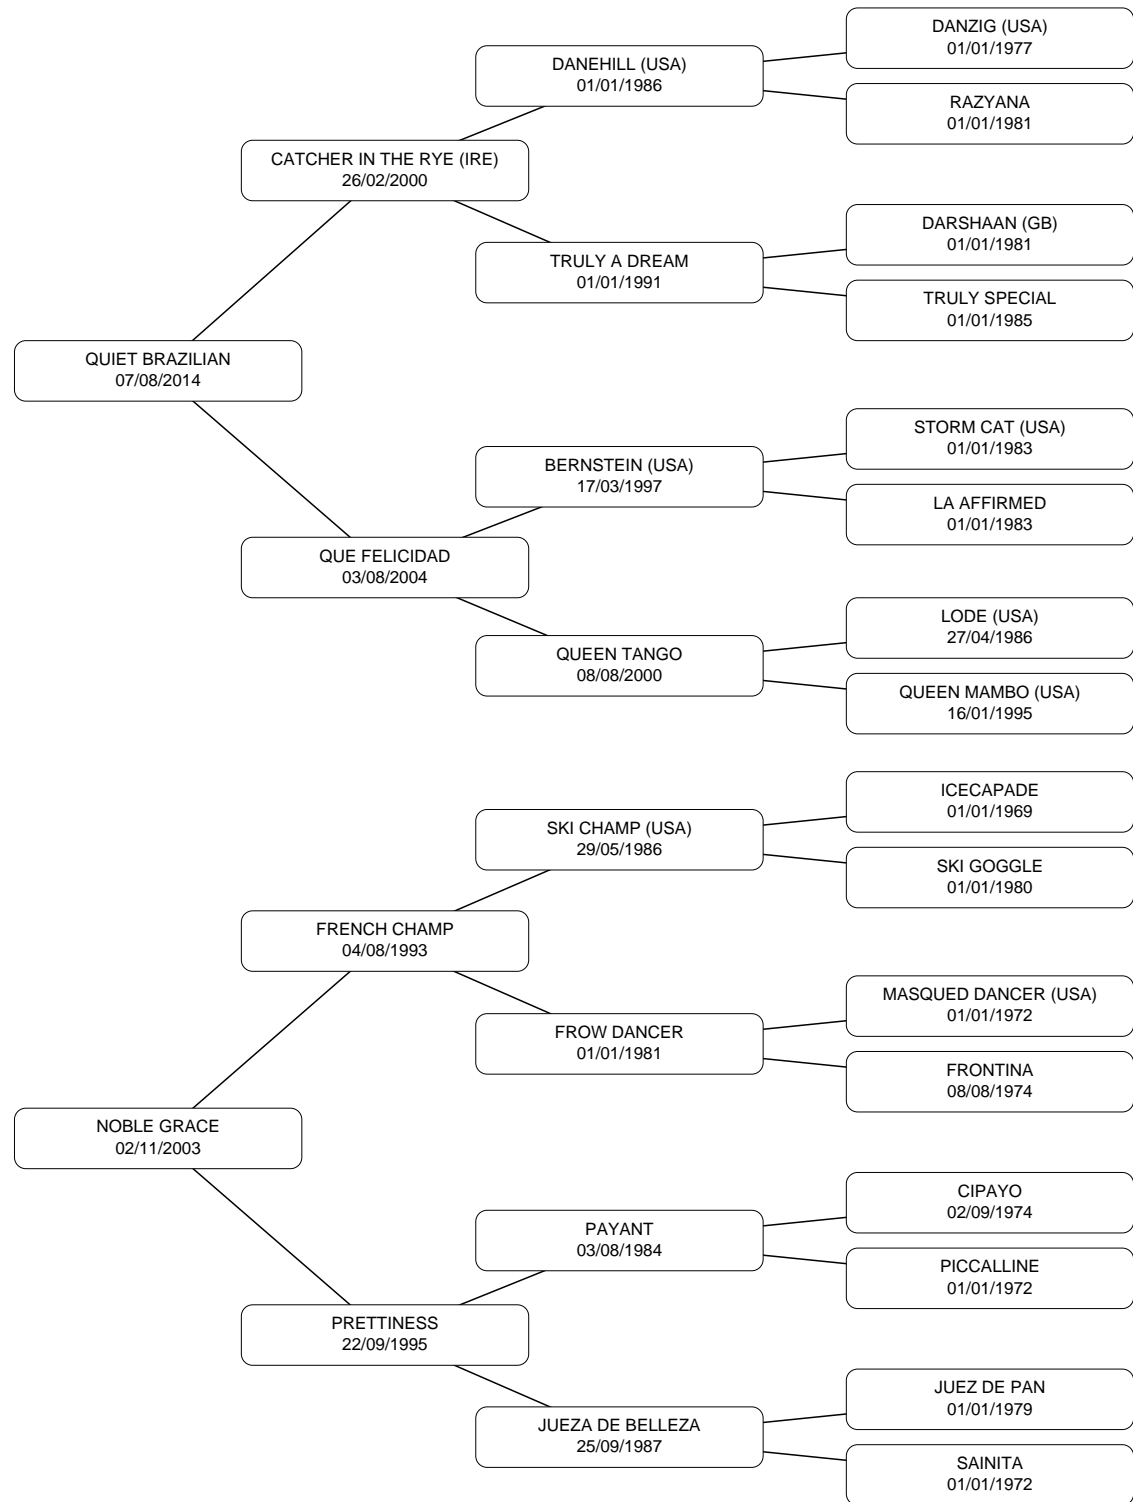 DANZIG (USA)
01/01/1977
DANEHILL (USA)
01/01/1986
RAZYANA
01/01/1981
CATCHER IN THE RYE (IRE)
26/02/2000
DARSHAAN (GB)
01/01/1981
TRULY A DREAM
01/01/1991
TRULY SPECIAL
01/01/1985
QUIET BRAZILIAN
07/08/2014
STORM CAT (USA)
01/01/1983
BERNSTEIN (USA)
17/03/1997
LA AFFIRMED
01/01/1983
QUE FELICIDAD
03/08/2004
LODE (USA)
27/04/1986
QUEEN TANGO
08/08/2000
QUEEN MAMBO (USA)
16/01/1995
ICECAPADE
01/01/1969
SKI CHAMP (USA)
29/05/1986
SKI GOGGLE
01/01/1980
FRENCH CHAMP
04/08/1993
MASQUED DANCER (USA)
01/01/1972
FROW DANCER
01/01/1981
FRONTINA
08/08/1974
NOBLE GRACE
02/11/2003
CIPAYO
02/09/1974
PAYANT
03/08/1984
PICCALLINE
01/01/1972
PRETTINESS
22/09/1995
JUEZ DE PAN
01/01/1979
JUEZA DE BELLEZA
25/09/1987
SAINITA
01/01/1972